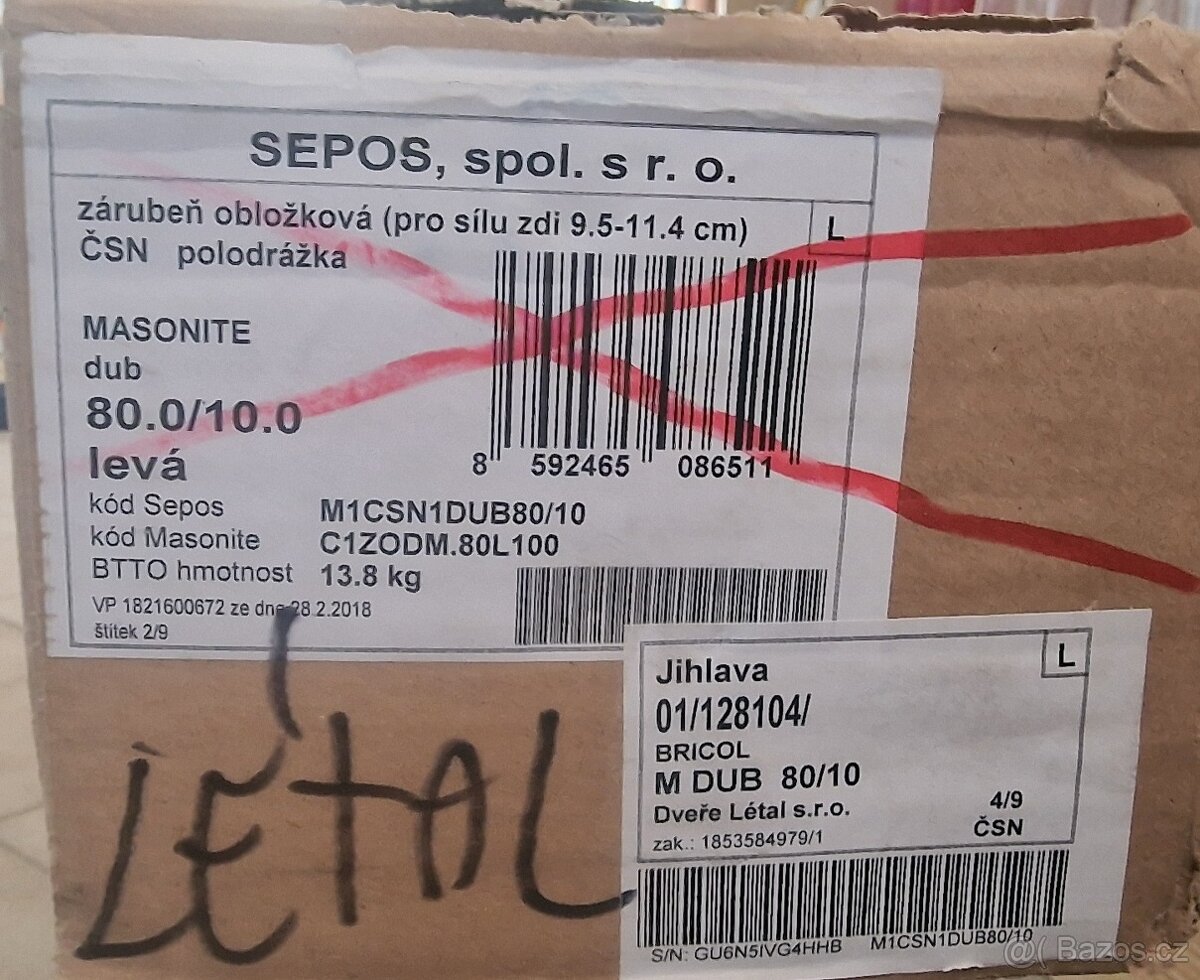 SEPOS, spol. s r. o.
zárubeň obložková (pro sílu zdi 9.5-11.4 cm) L
ČSN polodrážka
MASONITE
dub
80.0/10.0
levá
8 592465 086511
kód Sepos M1CSN1DUB80/10
kód Masonite C1ZODM.80L100
BTTO hmotnost 13.8 kg
VP 1821600672 ze dne 28.2.2018
štítek 2/9
LÉTAL
Jihlava L
01/128104/
BRICOL
M DUB 80/10
Dveře Létal s.r.o. 4/9
zak.: 1853584979/1 ČSN
S/N: GU6N5IVG4HHB M1CSN1DUB80/10
@( Bazos.cz